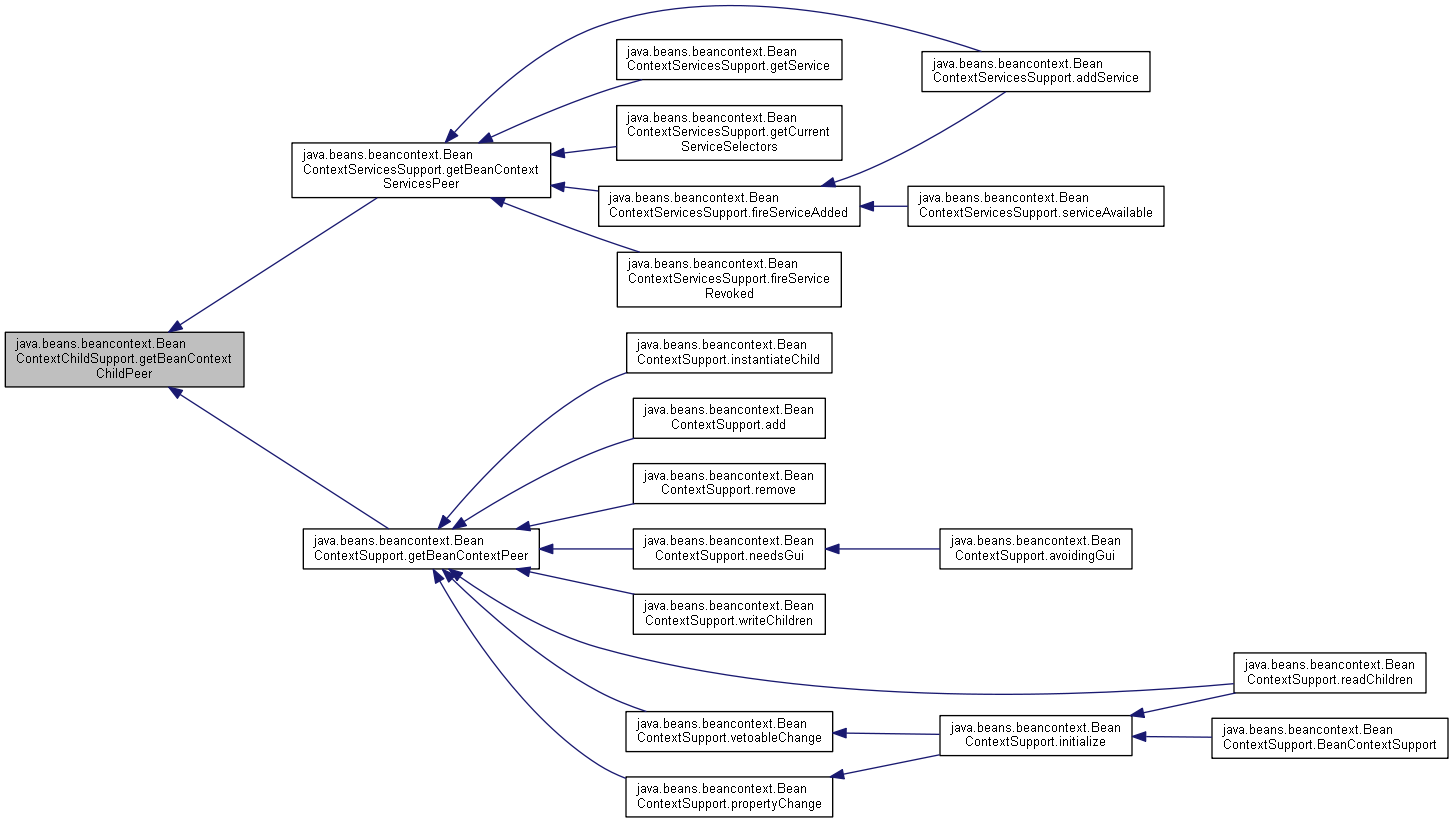 java.beans.beancontext.Bean
ContextServicesSupport.getService
java.beans.beancontext.Bean
ContextServicesSupport.addService
java.beans.beancontext.Bean
ContextServicesSupport.getCurrent
ServiceSelectors
java.beans.beancontext.Bean
ContextServicesSupport.getBeanContext
ServicesPeer
java.beans.beancontext.Bean
ContextServicesSupport.fireServiceAdded
java.beans.beancontext.Bean
ContextServicesSupport.serviceAvailable
java.beans.beancontext.Bean
ContextServicesSupport.fireService
Revoked
java.beans.beancontext.Bean
ContextChildSupport.getBeanContext
ChildPeer
java.beans.beancontext.Bean
ContextSupport.instantiateChild
java.beans.beancontext.Bean
ContextSupport.add
java.beans.beancontext.Bean
ContextSupport.remove
java.beans.beancontext.Bean
ContextSupport.getBeanContextPeer
java.beans.beancontext.Bean
ContextSupport.needsGui
java.beans.beancontext.Bean
ContextSupport.avoidingGui
java.beans.beancontext.Bean
ContextSupport.writeChildren
java.beans.beancontext.Bean
ContextSupport.readChildren
java.beans.beancontext.Bean
ContextSupport.vetoableChange
java.beans.beancontext.Bean
ContextSupport.initialize
java.beans.beancontext.Bean
ContextSupport.BeanContextSupport
java.beans.beancontext.Bean
ContextSupport.propertyChange